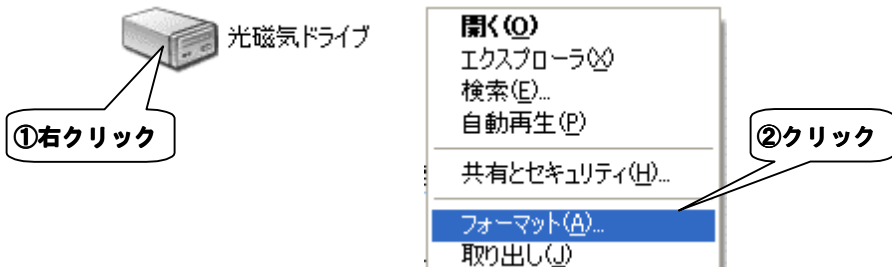 光磁気ドライブ
①右クリック
開く(O)
エクスプローラ(X)
検索(E)...
自動再生(P)
共有とセキュリティ(H)...
フォーマット(A)...
取り出し(J)
②クリック